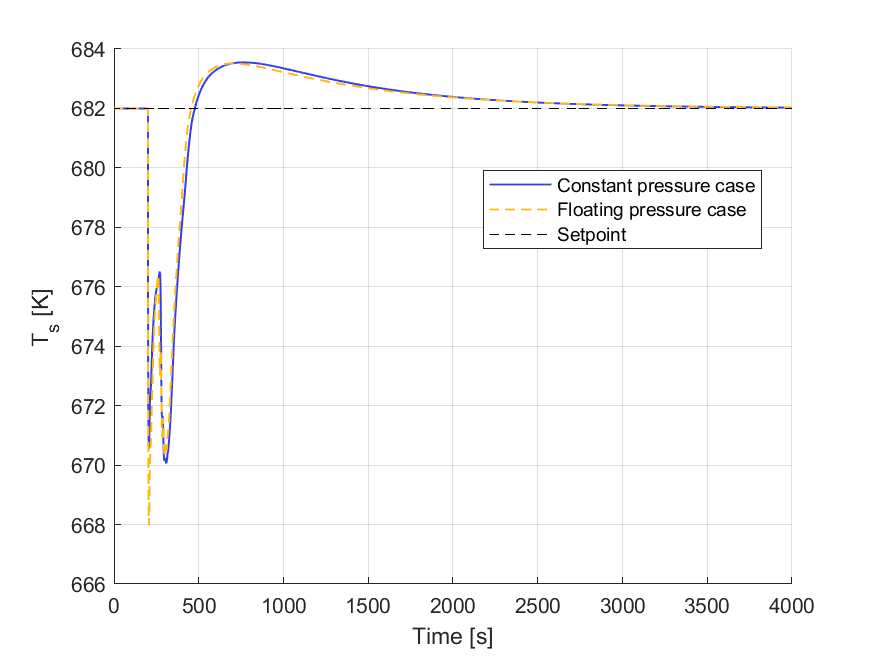 684
682
680
678
676
674
672
670
668
666
T_s [K]
Constant pressure case
Floating pressure case
Setpoint
0 500 1000 1500 2000 2500 3000 3500 4000
Time [s]